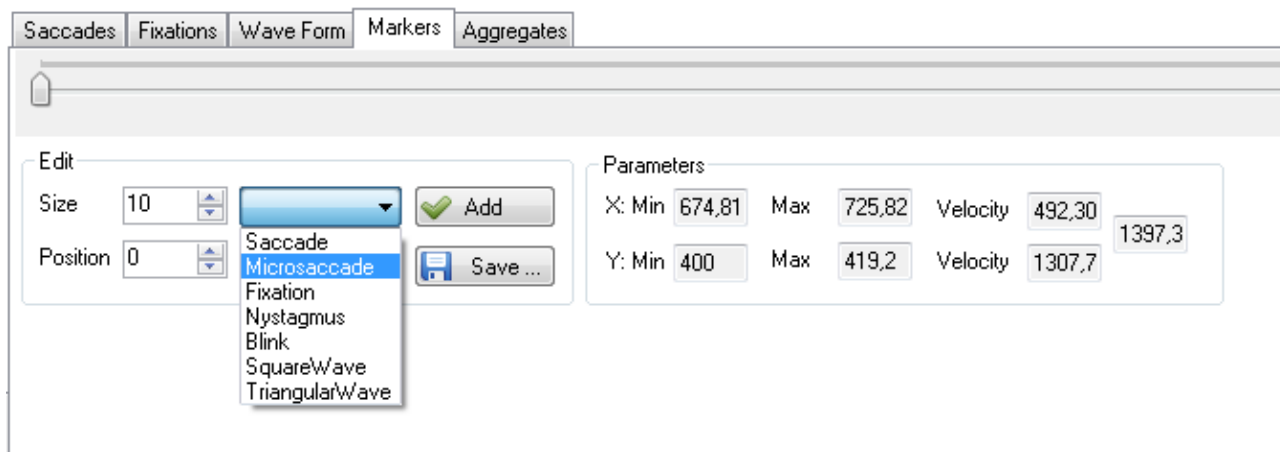 Saccades Fixations Wave Form Markers Aggregates
Edit
Size 10 Add
Position 0 Save ...
Saccade
Microsaccade
Fixation
Nystagmus
Blink
SquareWave
TriangularWave
Parameters
X: Min 674,81 Max 725,82 Velocity 492,30
1397,3
Y: Min 400 Max 419,2 Velocity 1307,7